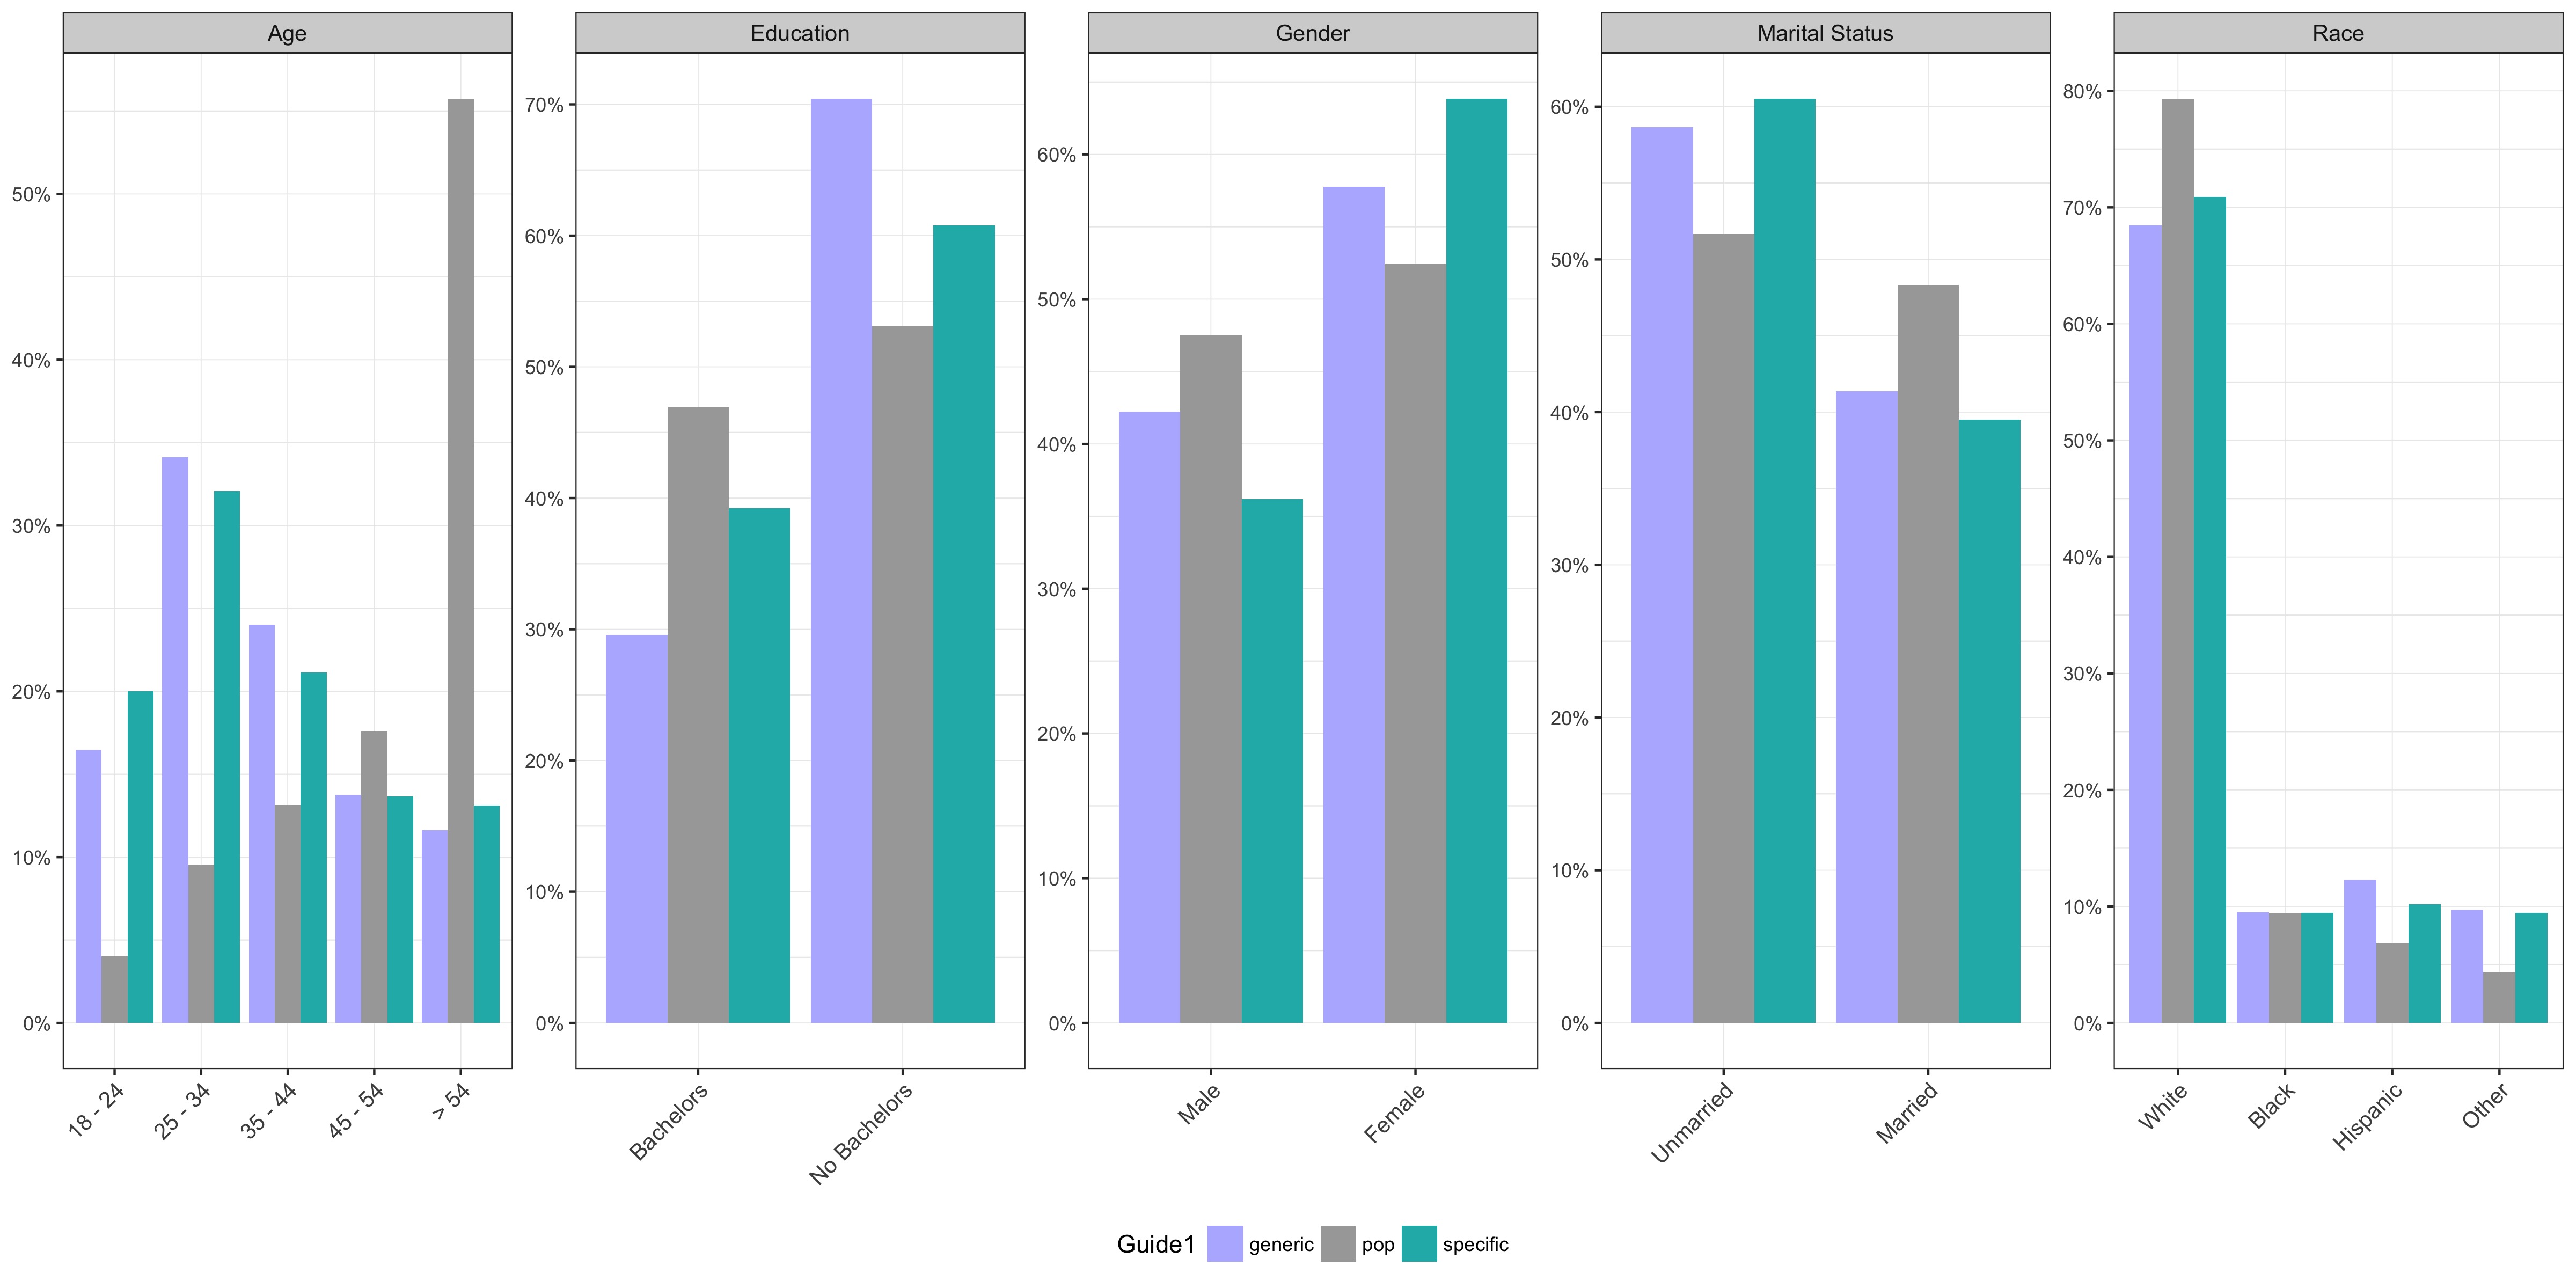 Age
Education
Gender
Marital Status
Race
50%
40%
30%
20%
10%
0%
18 - 24
25 - 34
35 - 44
45 - 54
> 54
70%
60%
50%
40%
30%
20%
10%
0%
Bachelors
No Bachelors
60%
50%
40%
30%
20%
10%
0%
Male
Female
60%
50%
40%
30%
20%
10%
0%
Unmarried
Married
80%
70%
60%
50%
40%
30%
20%
10%
0%
White
Black
Hispanic
Other
Guide1 generic pop specific